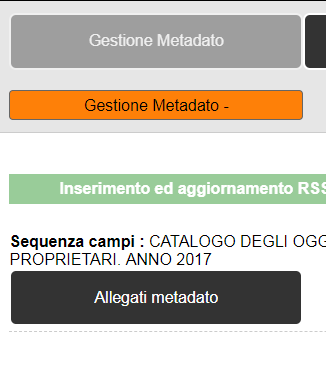 Gestione Metadato
Gestione Metadato -
Inserimento ed aggiornamento RSS
Sequenza campi : CATALOGO DEGLI OGG
PROPRIETARI. ANNO 2017
Allegati metadato